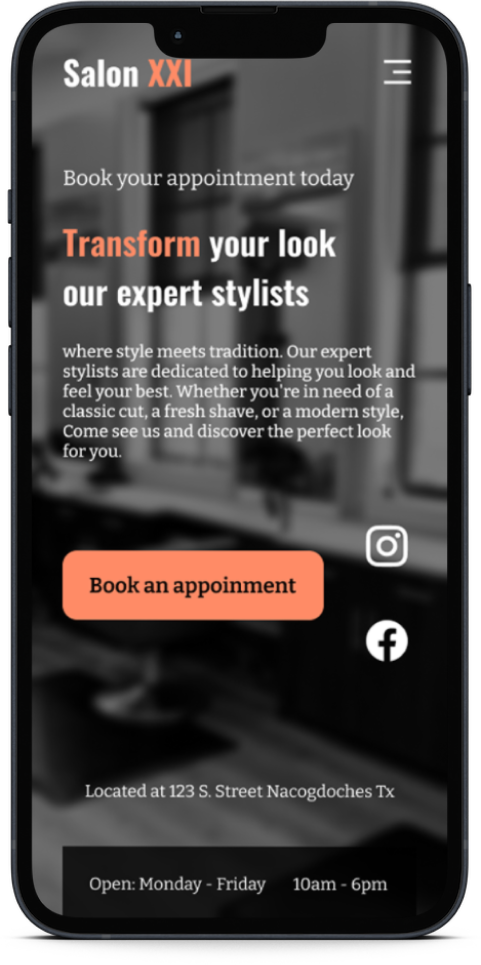 Salon XXI
Book your appointment today
Transform your look
our expert stylists
where style meets tradition. Our expert
stylists are dedicated to helping you look and
feel your best. Whether you're in need of a
classic cut, a fresh shave, or a modern style,
Come see us and discover the perfect look
for you.
Book an appoinment
Located at 123 S. Street Nacogdoches Tx
Open: Monday - Friday 10am - 6pm